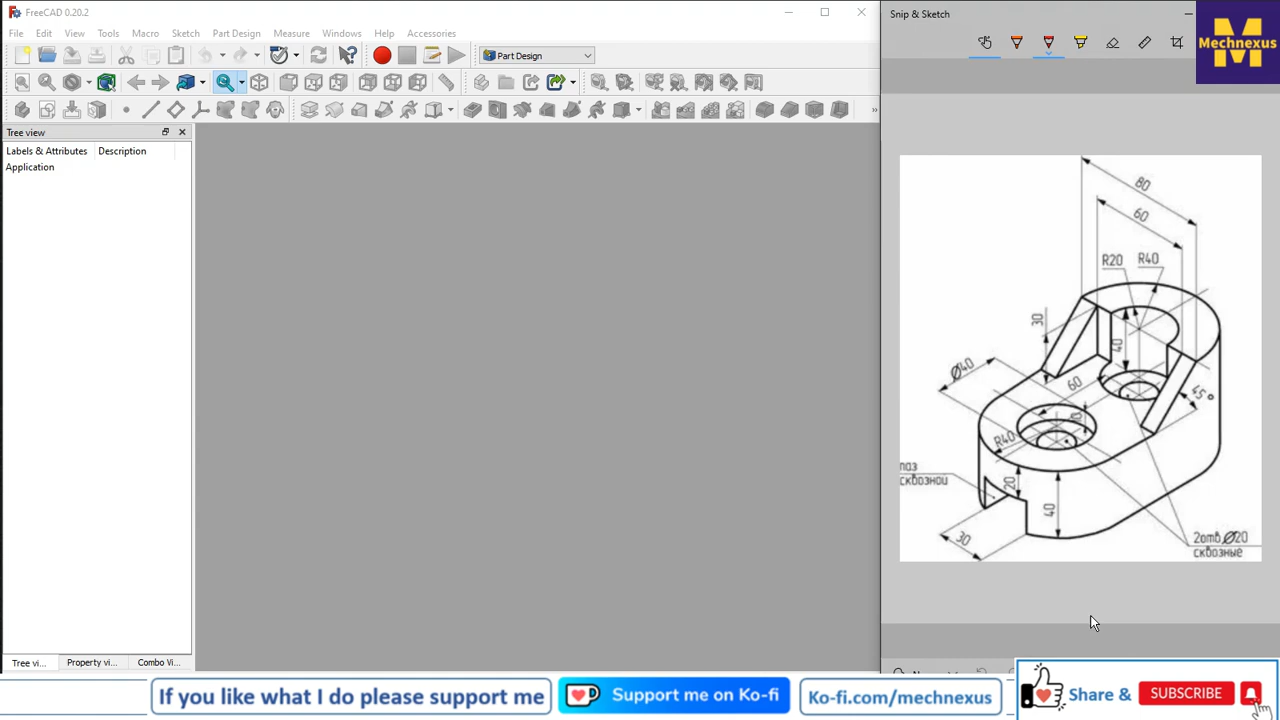 FreeCAD 0.20.2
File Edit View Tools Macro Sketch Part Design Measure Windows Help Accessories
Part Design
Tree view
Labels & Attributes Description
Application
Tree vi... Property vi... Combo Vi...
Snip & Sketch
Mechnexus
80
60
R20 R40
30
40
Ø40
60
45°
R40
паз
сквозной
20
40
30
2отв.Ø20
сквозные
If you like what I do please support me
Support me on Ko-fi
Ko-fi.com/mechnexus
Share &
SUBSCRIBE